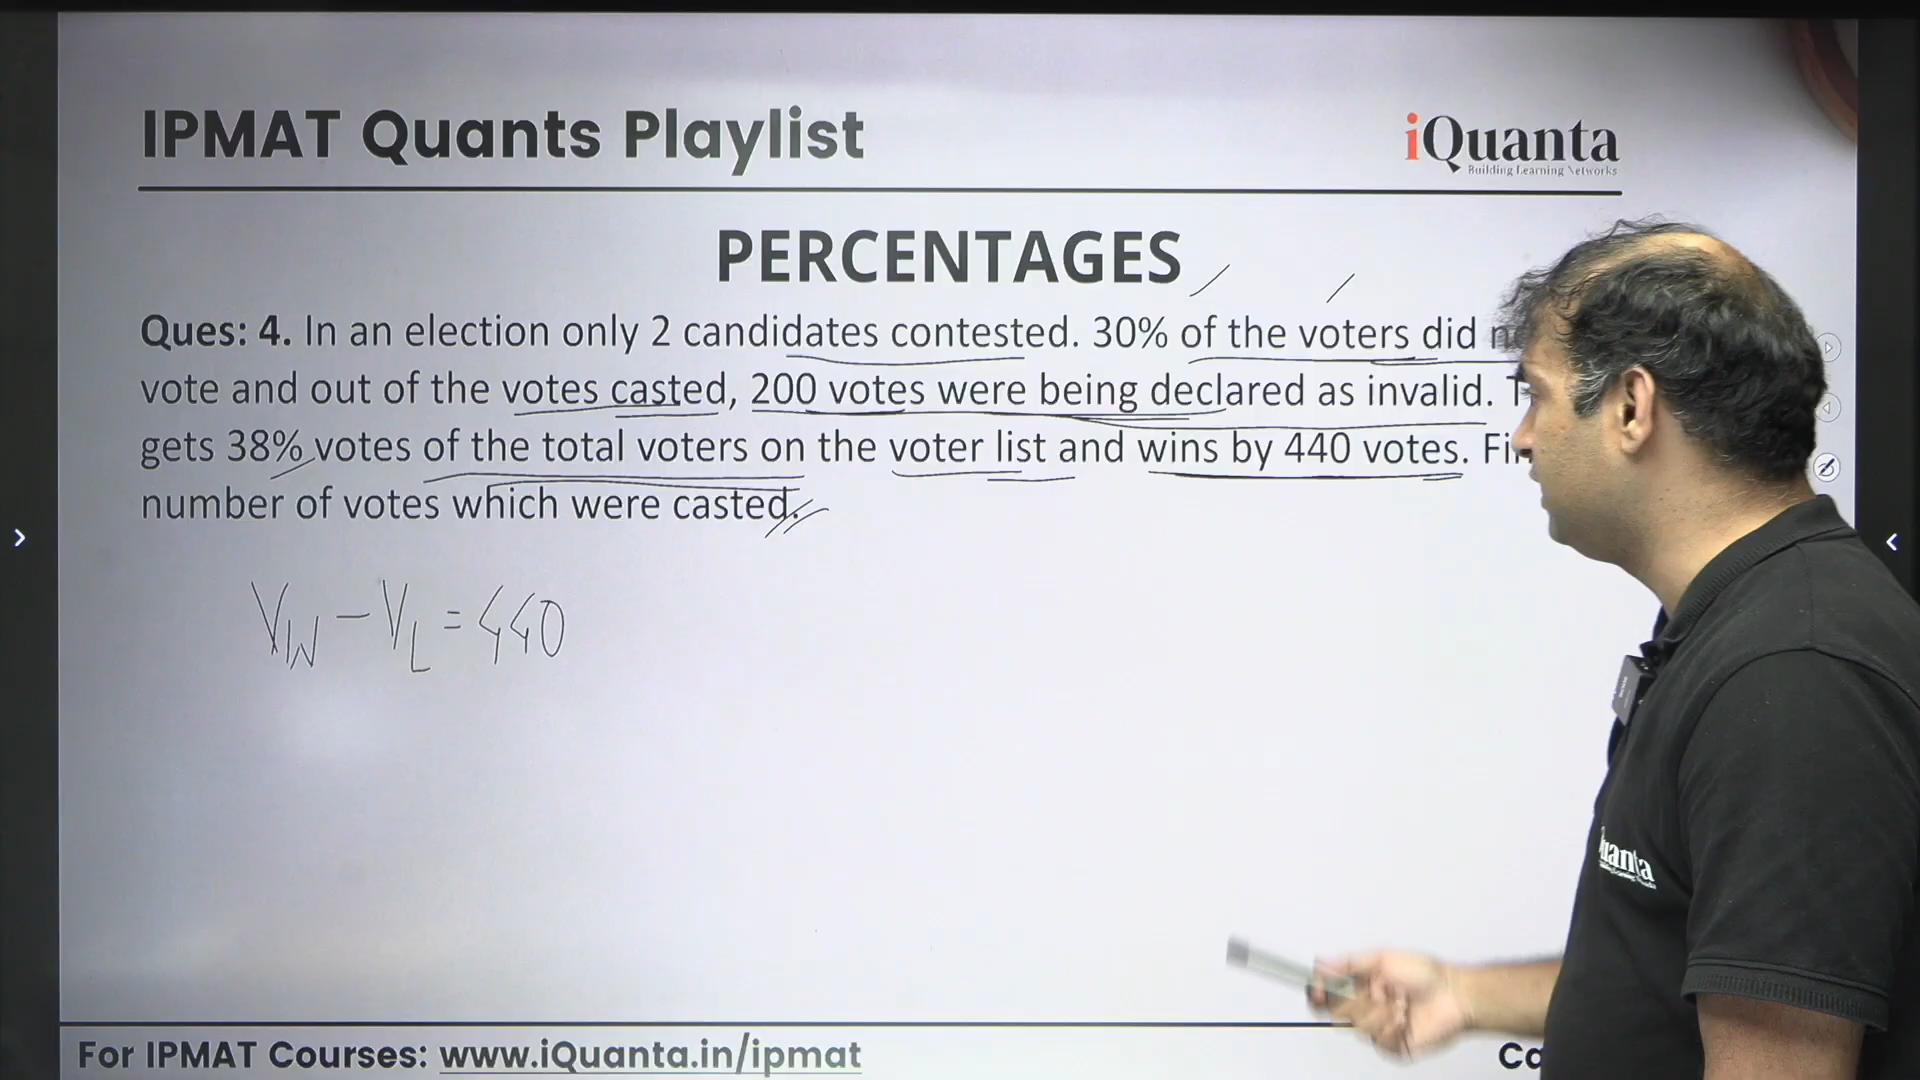 IPMAT Quants Playlist
iQuanta
Building Learning Networks
PERCENTAGES
Ques: 4. In an election only 2 candidates contested. 30% of the voters did
vote and out of the votes casted, 200 votes were being declared as invalid.
gets 38% votes of the total voters on the voter list and wins by 440 votes.
number of votes which were casted.
V_W - V_L = 440
For IPMAT Courses: www.iQuanta.in/ipmat